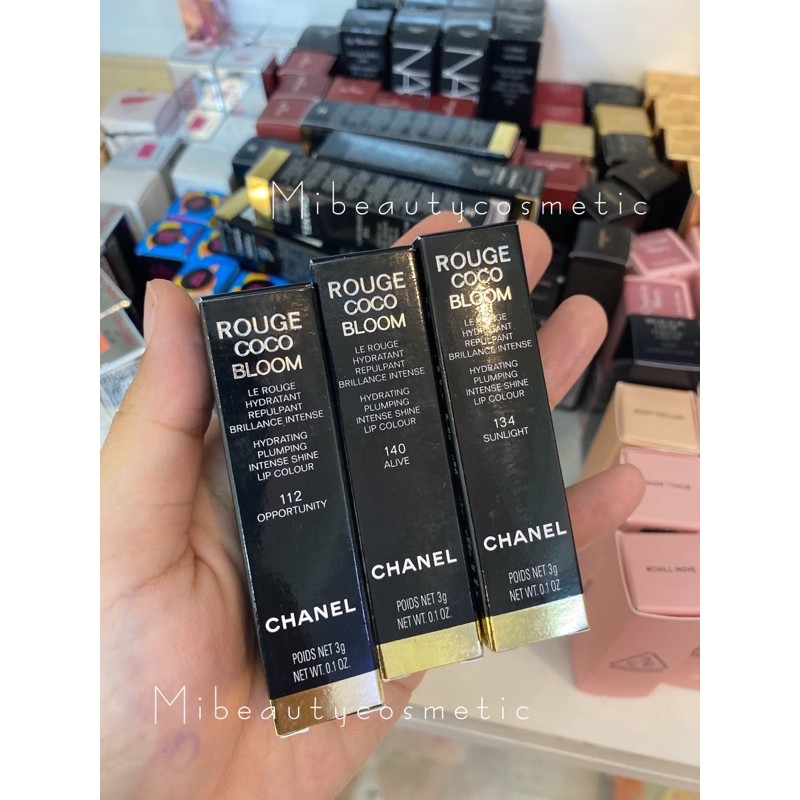 NA
Mibeautycosmetic
ROUGE
COCO
BLOOM
LE ROUGE
HYDRATANT
REPULPANT
BRILLANCE INTENSE
HYDRATING
PLUMPING
INTENSE SHINE
LIP COLOUR
112
OPPORTUNITY
CHANEL
POIDS NET 3g
NET WT. 0.1 OZ.
ROUGE
COCO
BLOOM
LE ROUGE
HYDRATANT
REPULPANT
BRILLANCE INTENSE
HYDRATING
PLUMPING
INTENSE SHINE
LIP COLOUR
140
ALIVE
CHANEL
POIDS NET 3g
NET WT. 0.1 OZ.
ROUGE
COCO
BLOOM
LE ROUGE
HYDRATANT
REPULPANT
BRILLANCE INTENSE
HYDRATING
PLUMPING
INTENSE SHINE
LIP COLOUR
134
SUNLIGHT
CHANEL
POIDS NET 3g
NET WT. 0.1 OZ.
Mibeautycosmetic